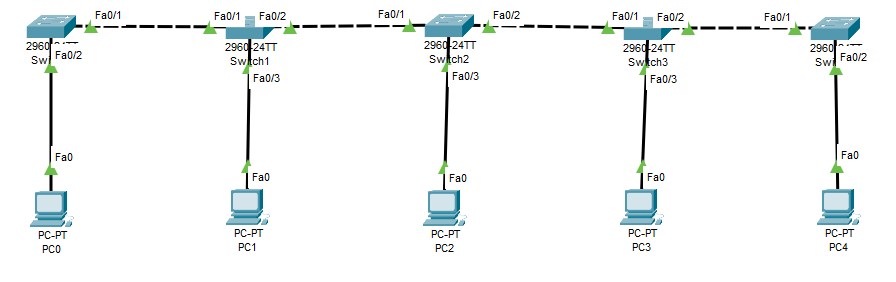 Fa0/1
Fa0/1
Fa0/2
Fa0/1
Fa0/2
Fa0/1
Fa0/2
Fa0/1
2960-24TT
Fa0/2
2960-24TT
Switch1
Fa0/3
2960-24TT
Switch2
Fa0/3
2960-24TT
Switch3
Fa0/3
Fa0/2
Fa0
Fa0
Fa0
Fa0
Fa0
PC-PT
PC0
PC-PT
PC1
PC-PT
PC2
PC-PT
PC3
PC-PT
PC4